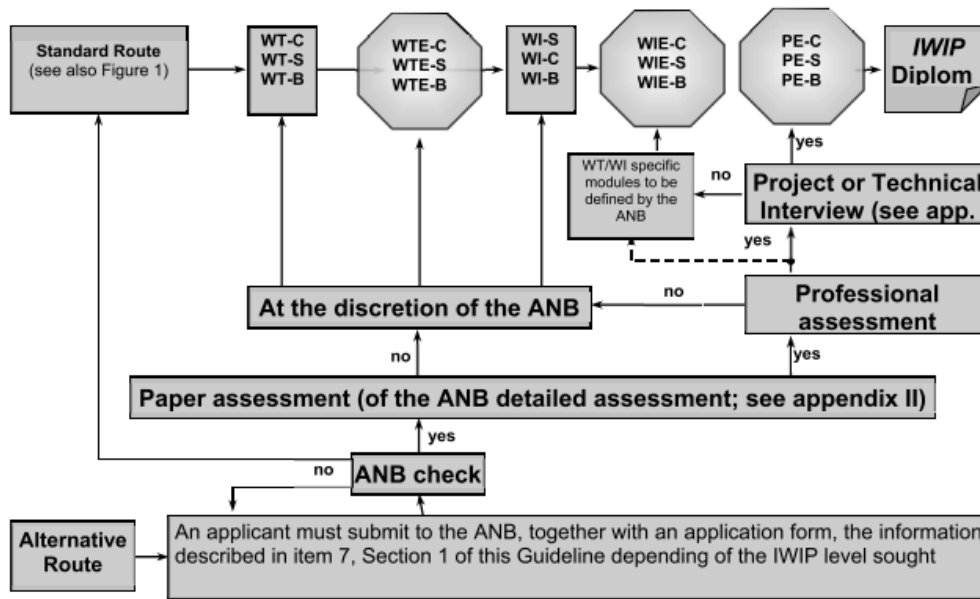 Standard Route
(see also Figure 1)
WT-C
WT-S
WT-B
WTE-C
WTE-S
WTE-B
WI-S
WI-C
WI-B
WIE-C
WIE-S
WIE-B
PE-C
PE-S
PE-B
IWIP
Diplom
yes
WT/WI specific
modules to be
defined by the
ANB
no
Project or Technical
Interview (see app.
yes
At the discretion of the ANB
no
Professional
assessment
no
yes
Paper assessment (of the ANB detailed assessment; see appendix II)
yes
no
ANB check
Alternative
Route
An applicant must submit to the ANB, together with an application form, the information
described in item 7, Section 1 of this Guideline depending of the IWIP level sought